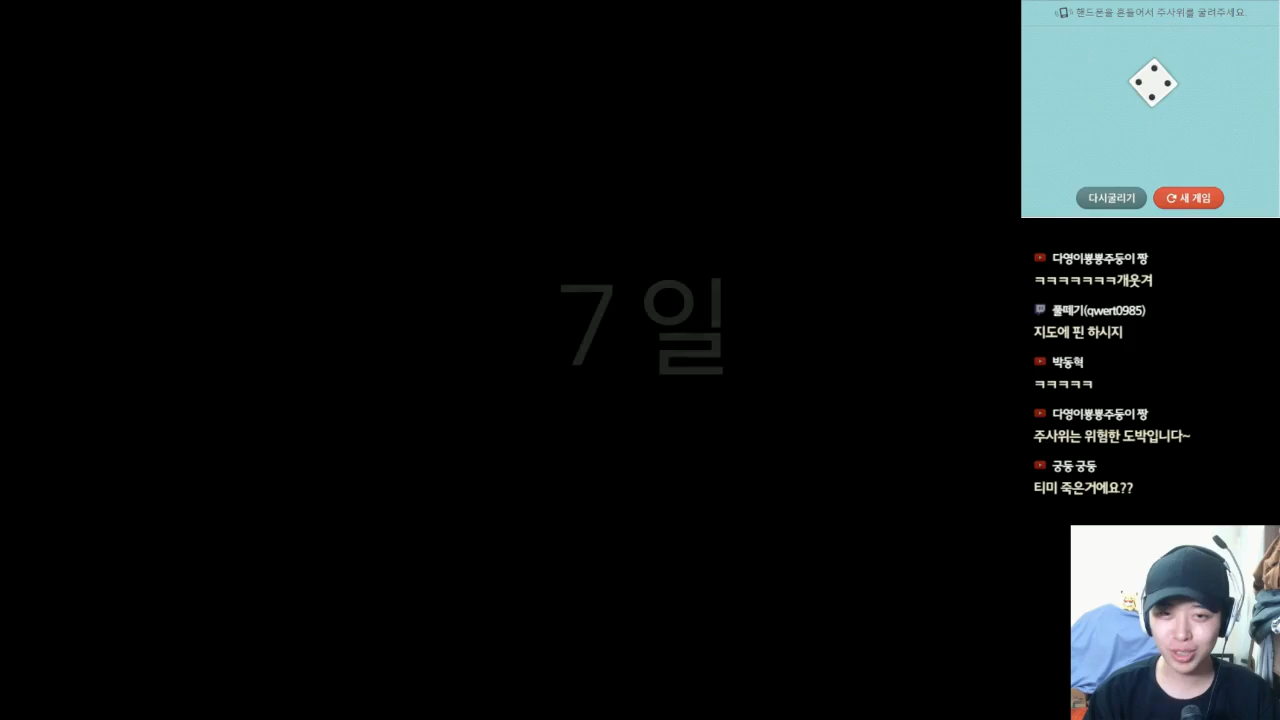 핸드폰을 흔들어서 주사위를 굴려주세요.
다시굴리기
새 게임
7일
다영이뿡뿡주둥이 짱
ㅋㅋㅋㅋㅋㅋㅋ개웃겨
풀떼기(qwert0985)
지도에 핀 하시지
박동혁
ㅋㅋㅋㅋㅋ
다영이뿡뿡주둥이 짱
주사위는 위험한 도박입니다~
궁둥 궁둥
티미 죽은거에요??